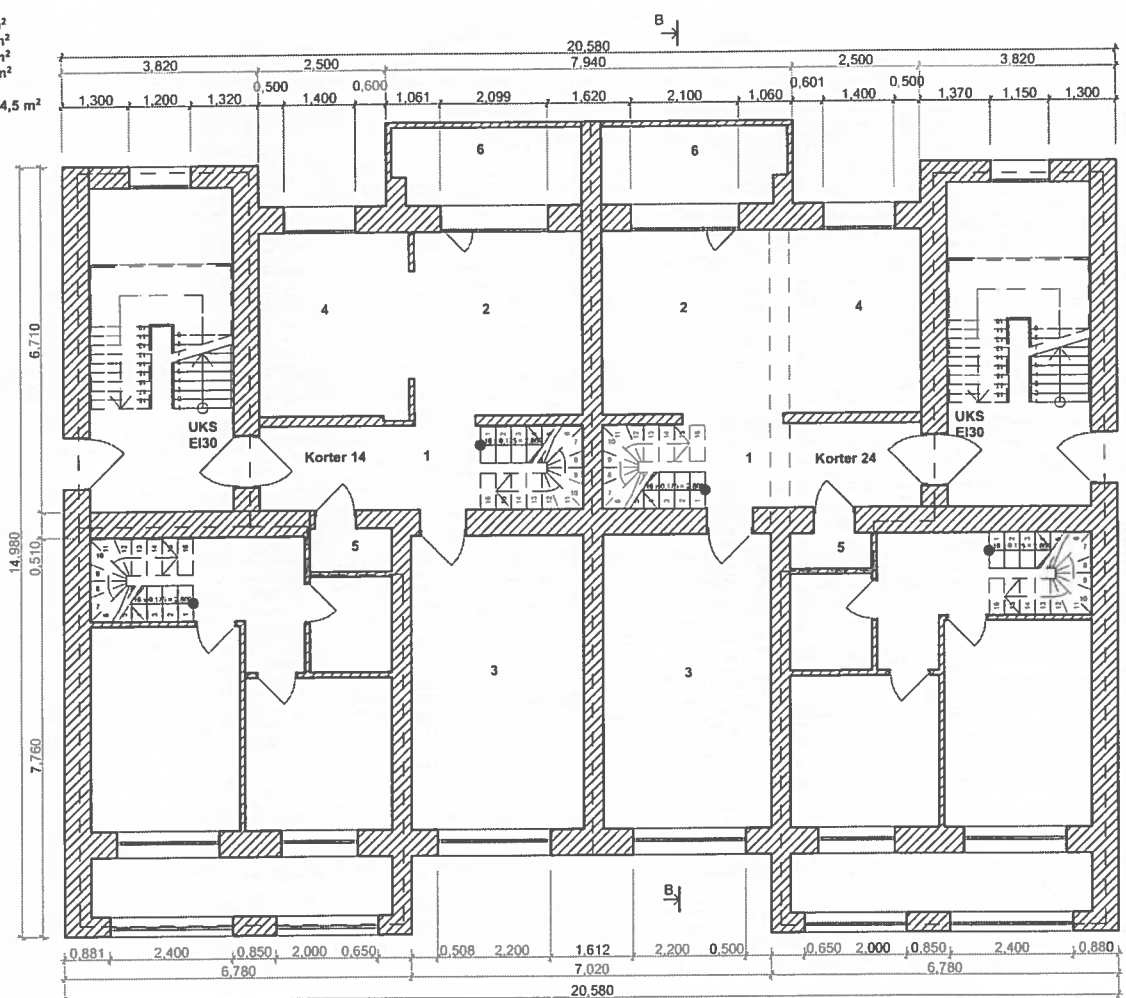 m²
m²
m²
m²
4,5 m²
B
20,580
3,820 2,500 7,940 2,500 3,820
0,500 0,600 0,601 0,500
1,300 1,200 1,320 1,400 1,061 2,099 1,620 2,100 1,060 1,400 1,370 1,150 1,300
6 6
4 2 2 4
6,710
UKS
EI30
UKS
EI30
Korter 14 1 1 Korter 24
5 5
14,980
0,510
3 3
7,760
B
0,881 2,400 0,850 2,000 0,650 0,508 2,200 1.612 2,200 0,500 0,650 2,000 0,850 2,400 0,880
6,780 7,020 6,780
20,580